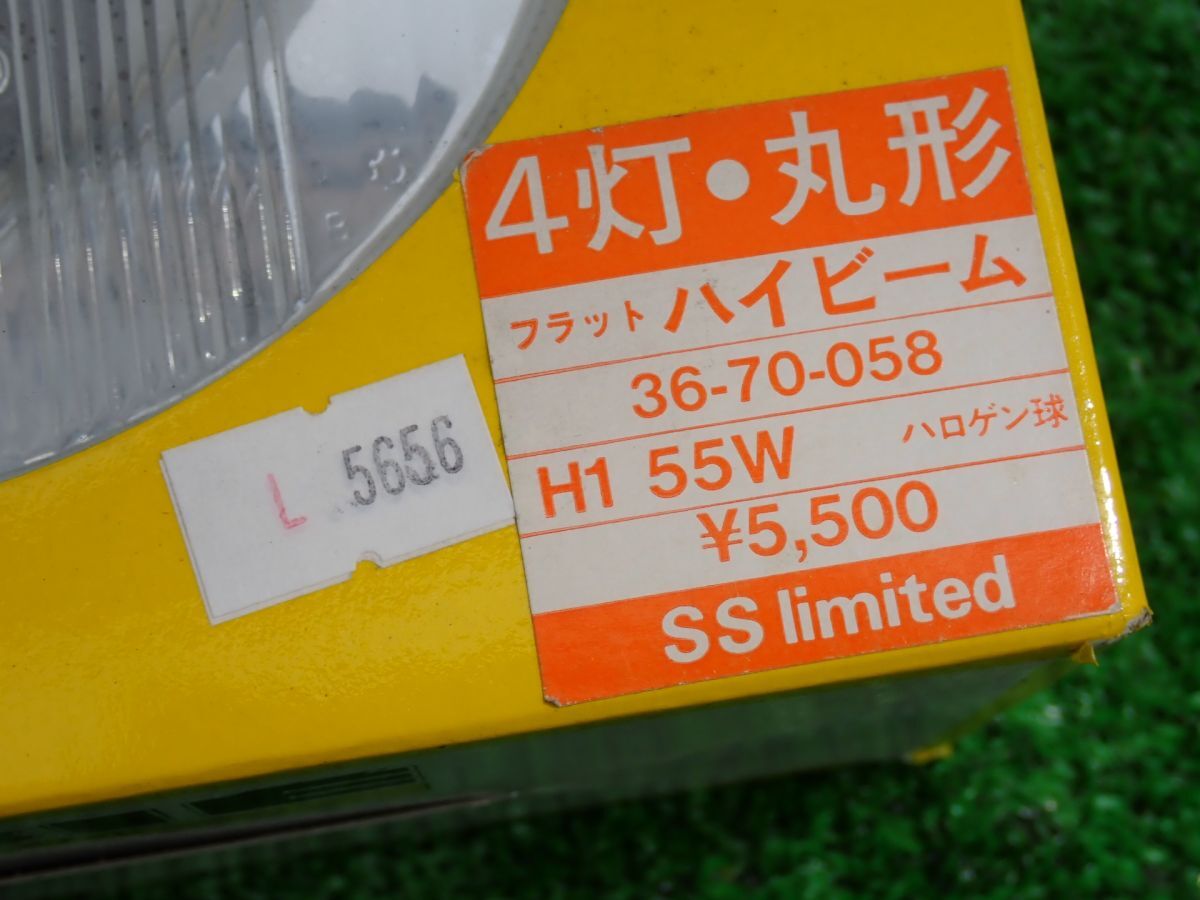 4灯・丸形
フラット ハイビーム
36-70-058
H1 55W ハロゲン球
¥5,500
SS limited
L 5656